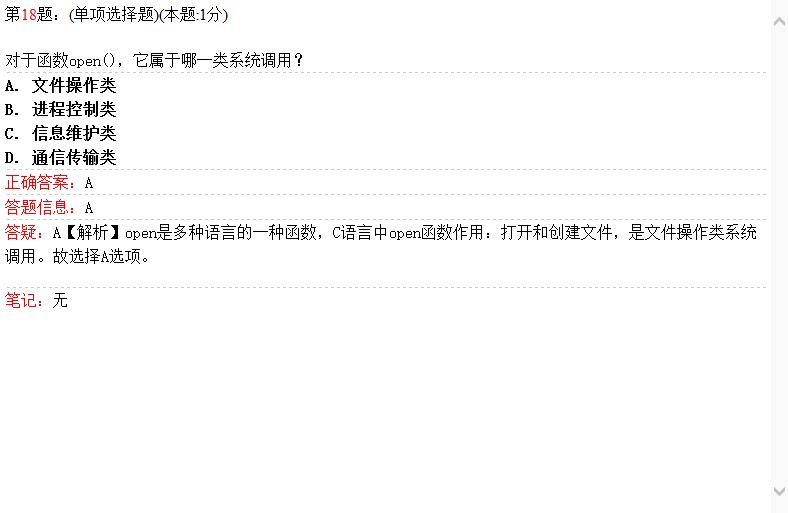 第18题：(单项选择题)(本题:1分)
对于函数open()，它属于哪一类系统调用？
A. 文件操作类
B. 进程控制类
C. 信息维护类
D. 通信传输类
正确答案：A
答题信息：A
答疑：A【解析】open是多种语言的一种函数，C语言中open函数作用：打开和创建文件，是文件操作类系统
调用。故选择A选项。
笔记：无